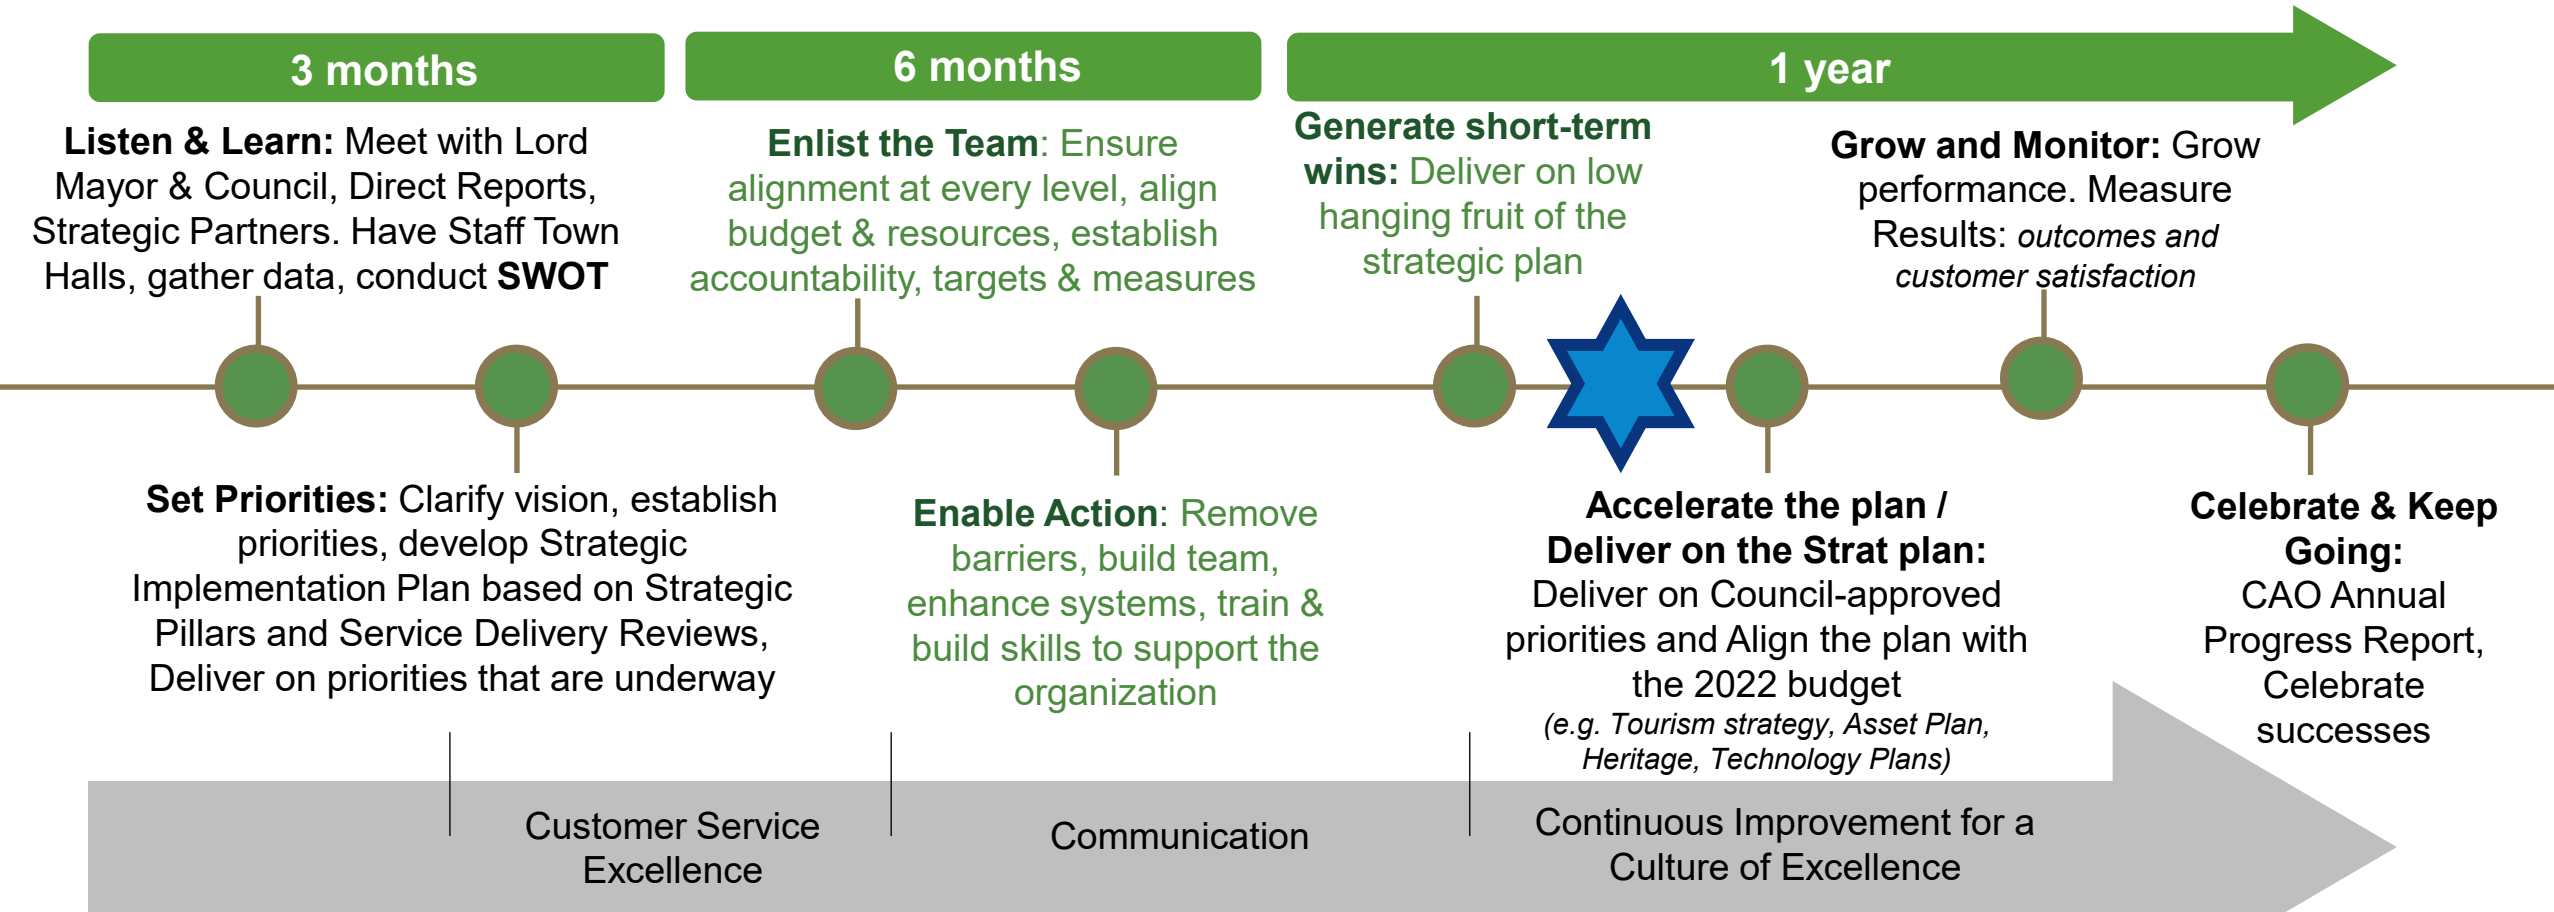 3 months
6 months
1 year
Listen & Learn: Meet with Lord
Mayor & Council, Direct Reports,
Strategic Partners. Have Staff Town
Halls, gather data, conduct SWOT
Enlist the Team: Ensure
alignment at every level, align
budget & resources, establish
accountability, targets & measures
Generate short-term
wins: Deliver on low
hanging fruit of the
strategic plan
Grow and Monitor: Grow
performance. Measure
Results: outcomes and
customer satisfaction
Set Priorities: Clarify vision, establish
priorities, develop Strategic
Implementation Plan based on Strategic
Pillars and Service Delivery Reviews,
Deliver on priorities that are underway
Enable Action: Remove
barriers, build team,
enhance systems, train &
build skills to support the
organization
Accelerate the plan /
Deliver on the Strat plan:
Deliver on Council-approved
priorities and Align the plan with
the 2022 budget
(e.g. Tourism strategy, Asset Plan,
Heritage, Technology Plans)
Celebrate & Keep
Going:
CAO Annual
Progress Report,
Celebrate
successes
Customer Service
Excellence
Communication
Continuous Improvement for a
Culture of Excellence